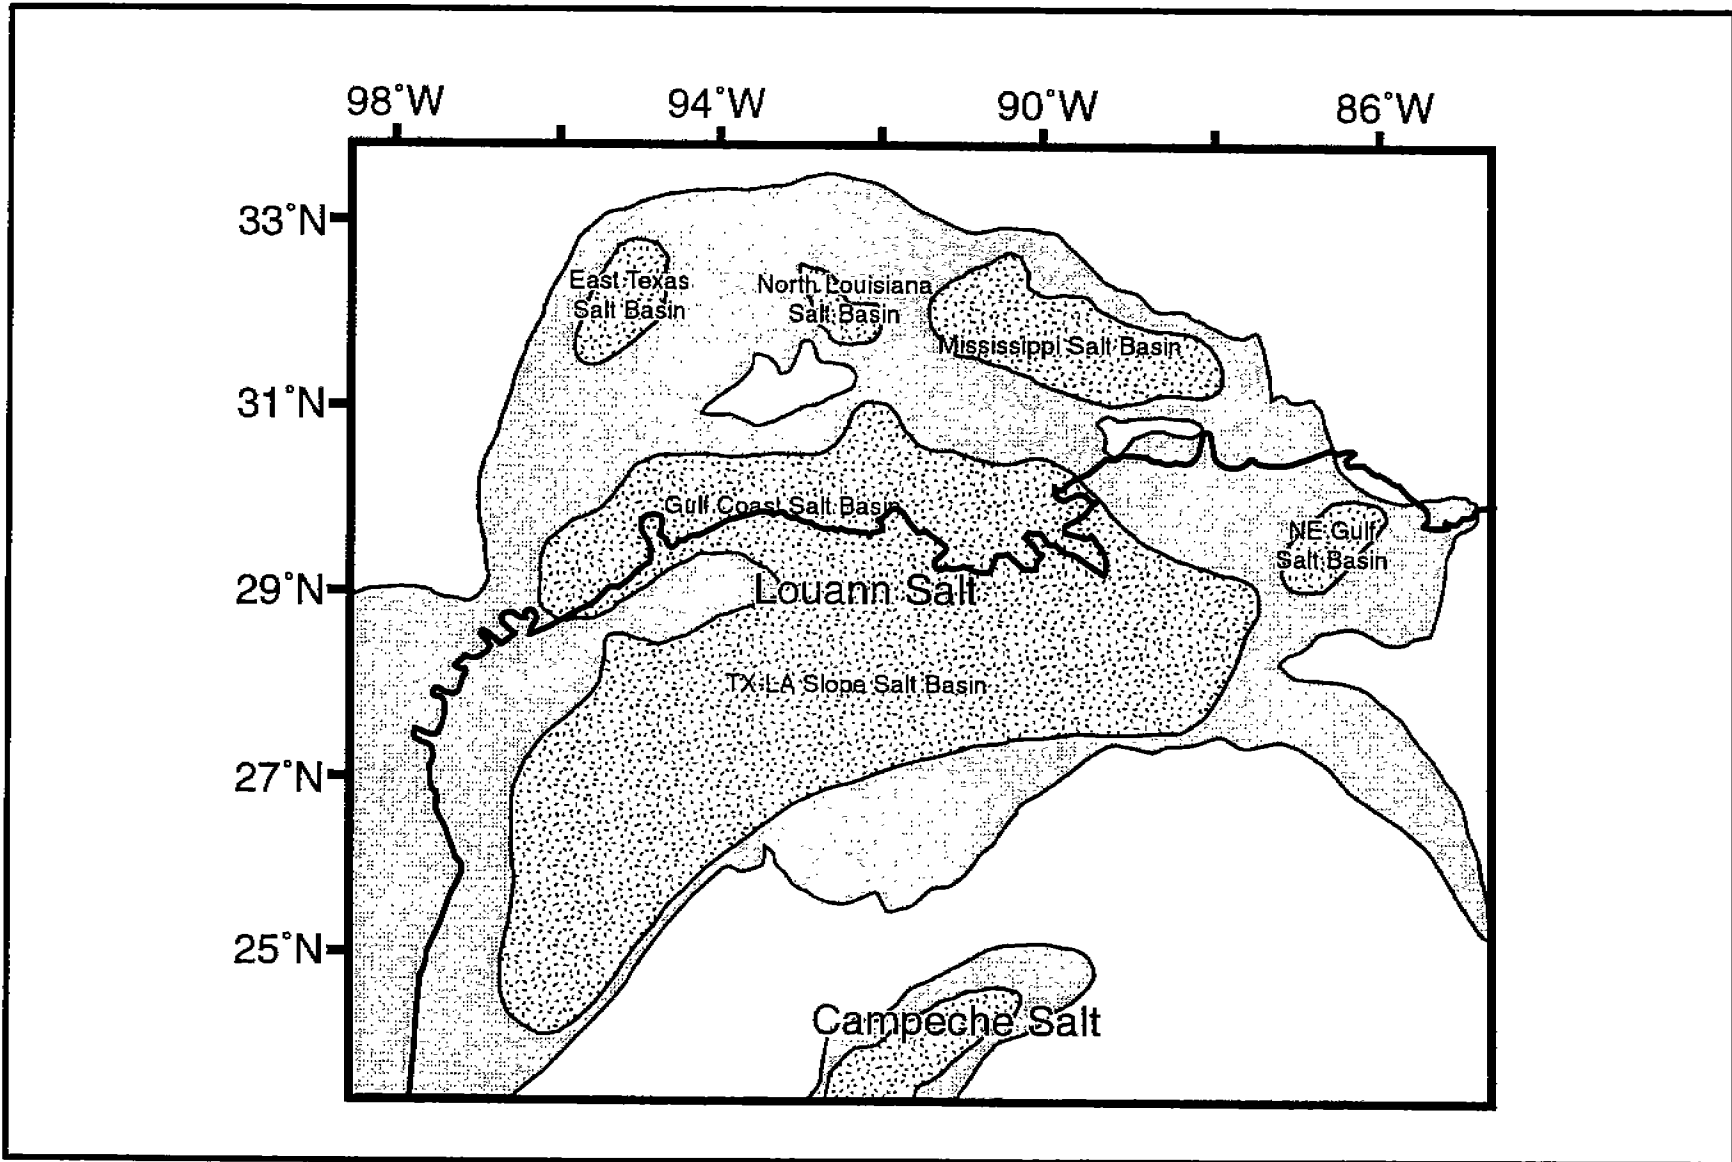 98°W 94°W 90°W 86°W
33°N
East Texas
Salt Basin
North Louisiana
Salt Basin
Mississippi Salt Basin
31°N
Gulf Coast Salt Basin
NE Gulf
Salt Basin
29°N
Louann Salt
TX-LA Slope Salt Basin
27°N
25°N
Campeche Salt